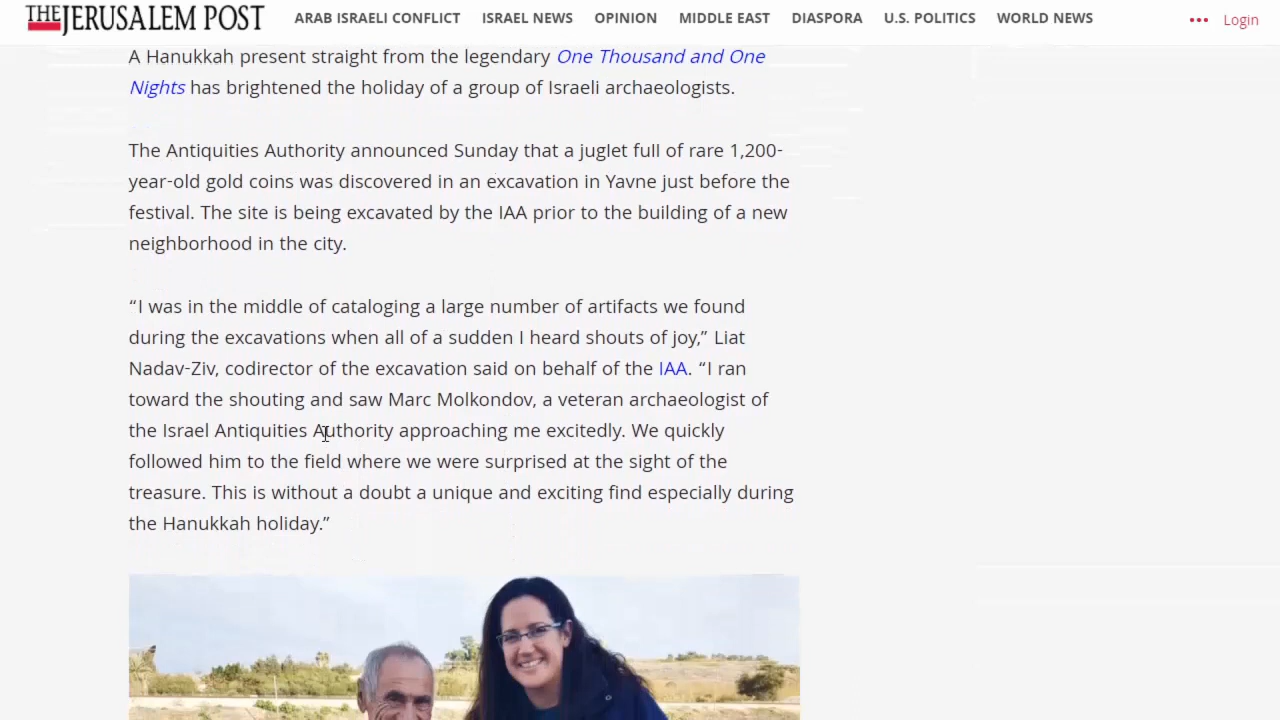 THE JERUSALEM POST
ARAB ISRAELI CONFLICT ISRAEL NEWS OPINION MIDDLE EAST DIASPORA U.S. POLITICS WORLD NEWS
Login
A Hanukkah present straight from the legendary One Thousand and One
Nights has brightened the holiday of a group of Israeli archaeologists.
The Antiquities Authority announced Sunday that a juglet full of rare 1,200-
year-old gold coins was discovered in an excavation in Yavne just before the
festival. The site is being excavated by the IAA prior to the building of a new
neighborhood in the city.
“I was in the middle of cataloging a large number of artifacts we found
during the excavations when all of a sudden I heard shouts of joy,” Liat
Nadav-Ziv, codirector of the excavation said on behalf of the IAA. “I ran
toward the shouting and saw Marc Molkondov, a veteran archaeologist of
the Israel Antiquities Authority approaching me excitedly. We quickly
followed him to the field where we were surprised at the sight of the
treasure. This is without a doubt a unique and exciting find especially during
the Hanukkah holiday.”